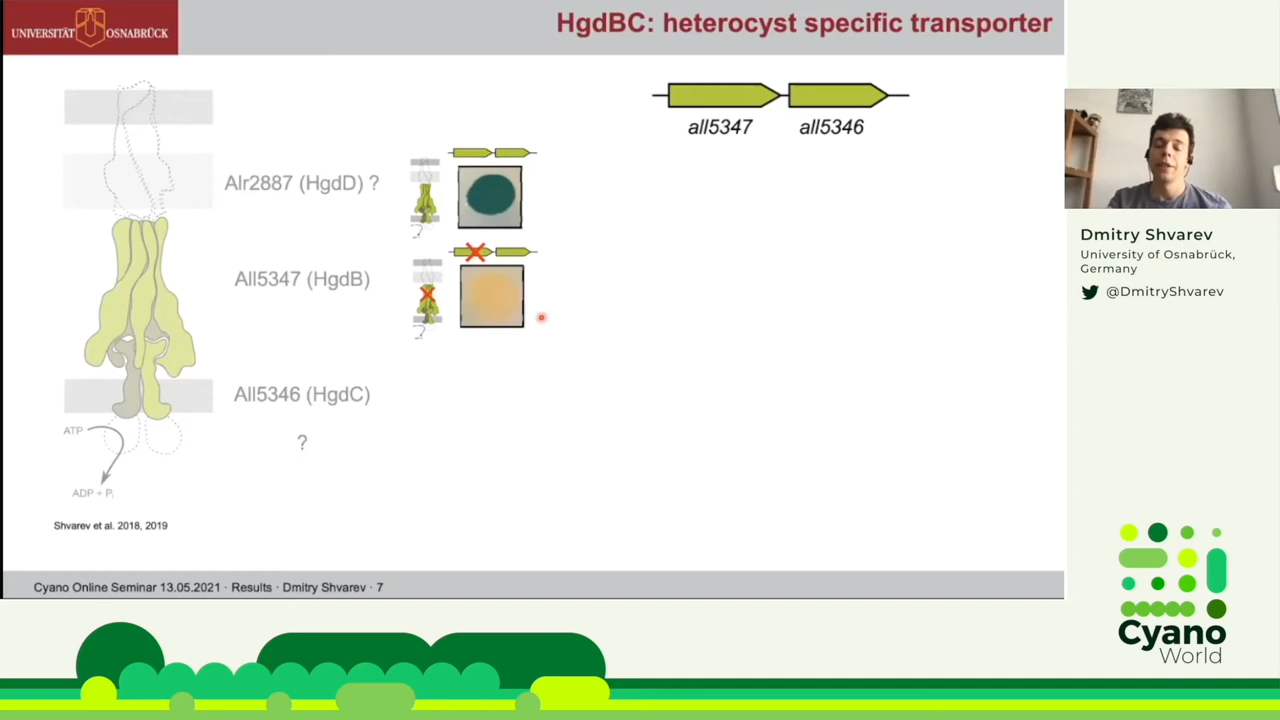 UNIVERSITÄT OSNABRÜCK
HgdBC: heterocyst specific transporter
all5347 all5346
Alr2887 (HgdD) ?
All5347 (HgdB)
All5346 (HgdC)
?
ATP
ADP + Pi
Shvarev et al. 2018, 2019
Cyano Online Seminar 13.05.2021 · Results · Dmitry Shvarev · 7
Dmitry Shvarev
University of Osnabrück,
Germany
@DmitryShvarev
Cyano
World